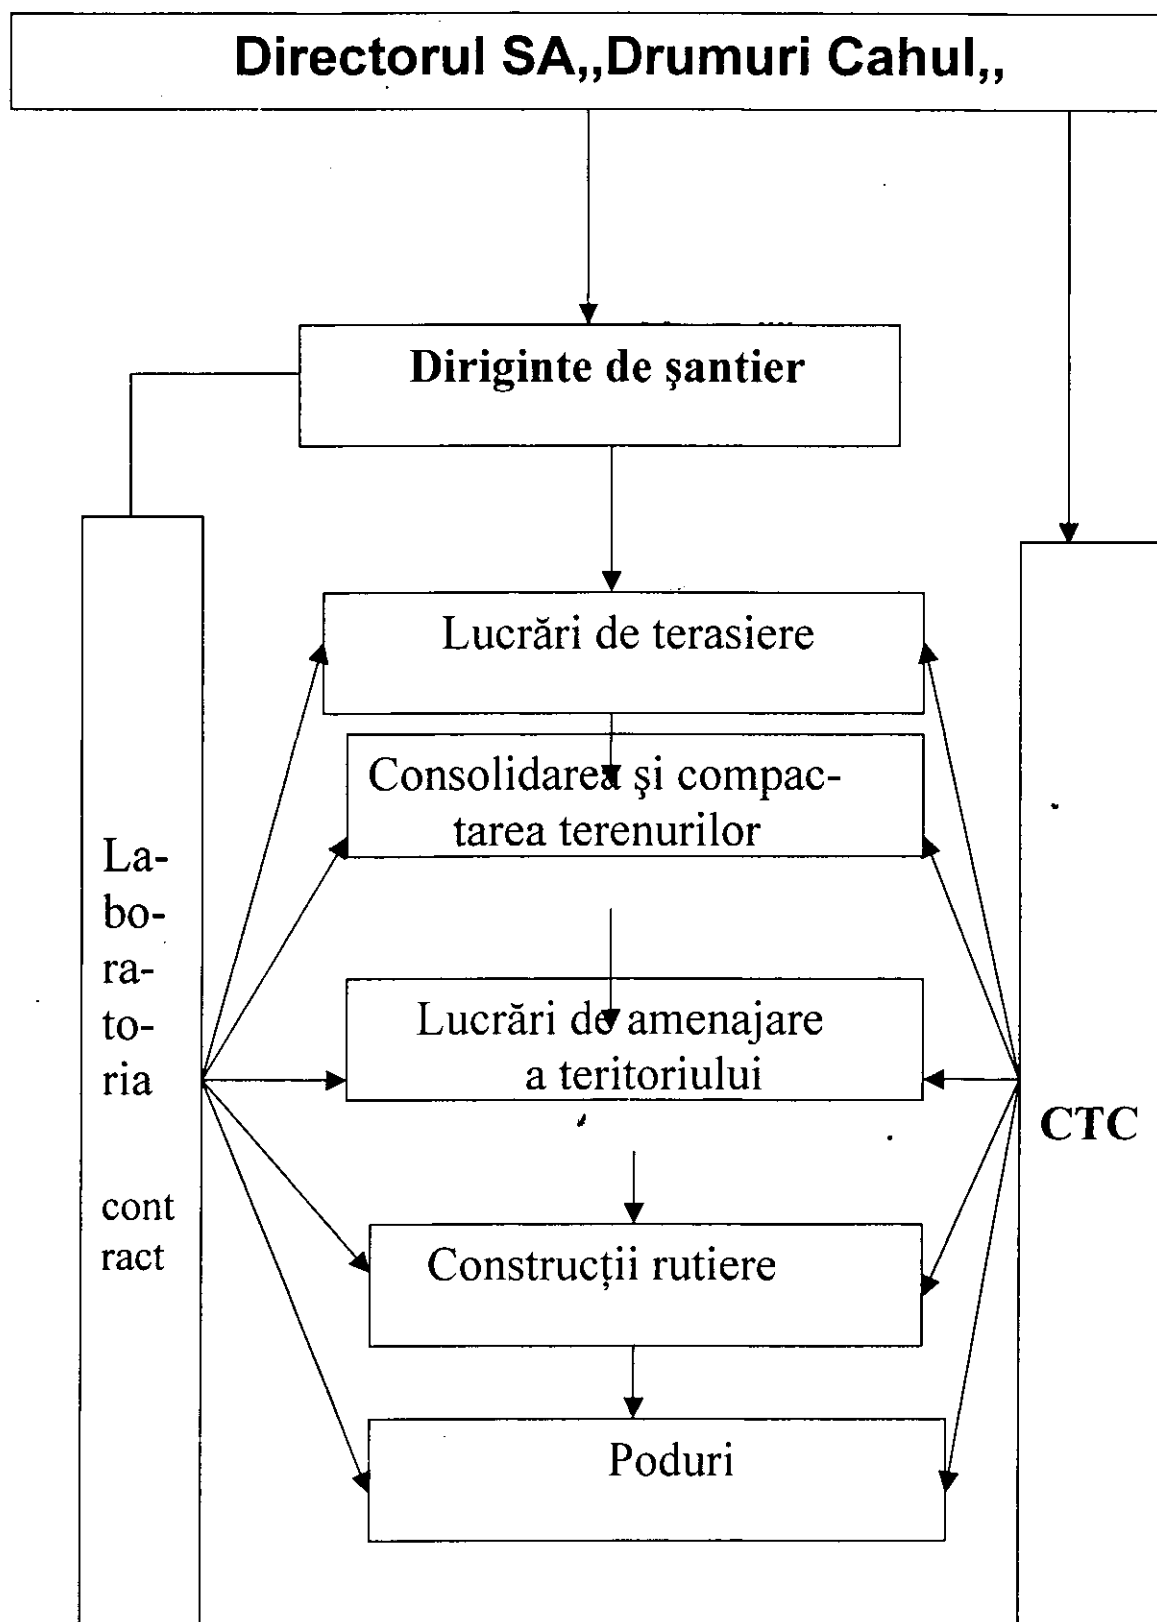 Directorul SA,,Drumuri Cahul,,
Diriginte de şantier
Lucrări de terasiere
Consolidarea şi compac-
tarea terenurilor
La-
bo-
ra-
to-
ria
cont
ract
Lucrări de amenajare
a teritoriului
CTC
Construcţii rutiere
Poduri